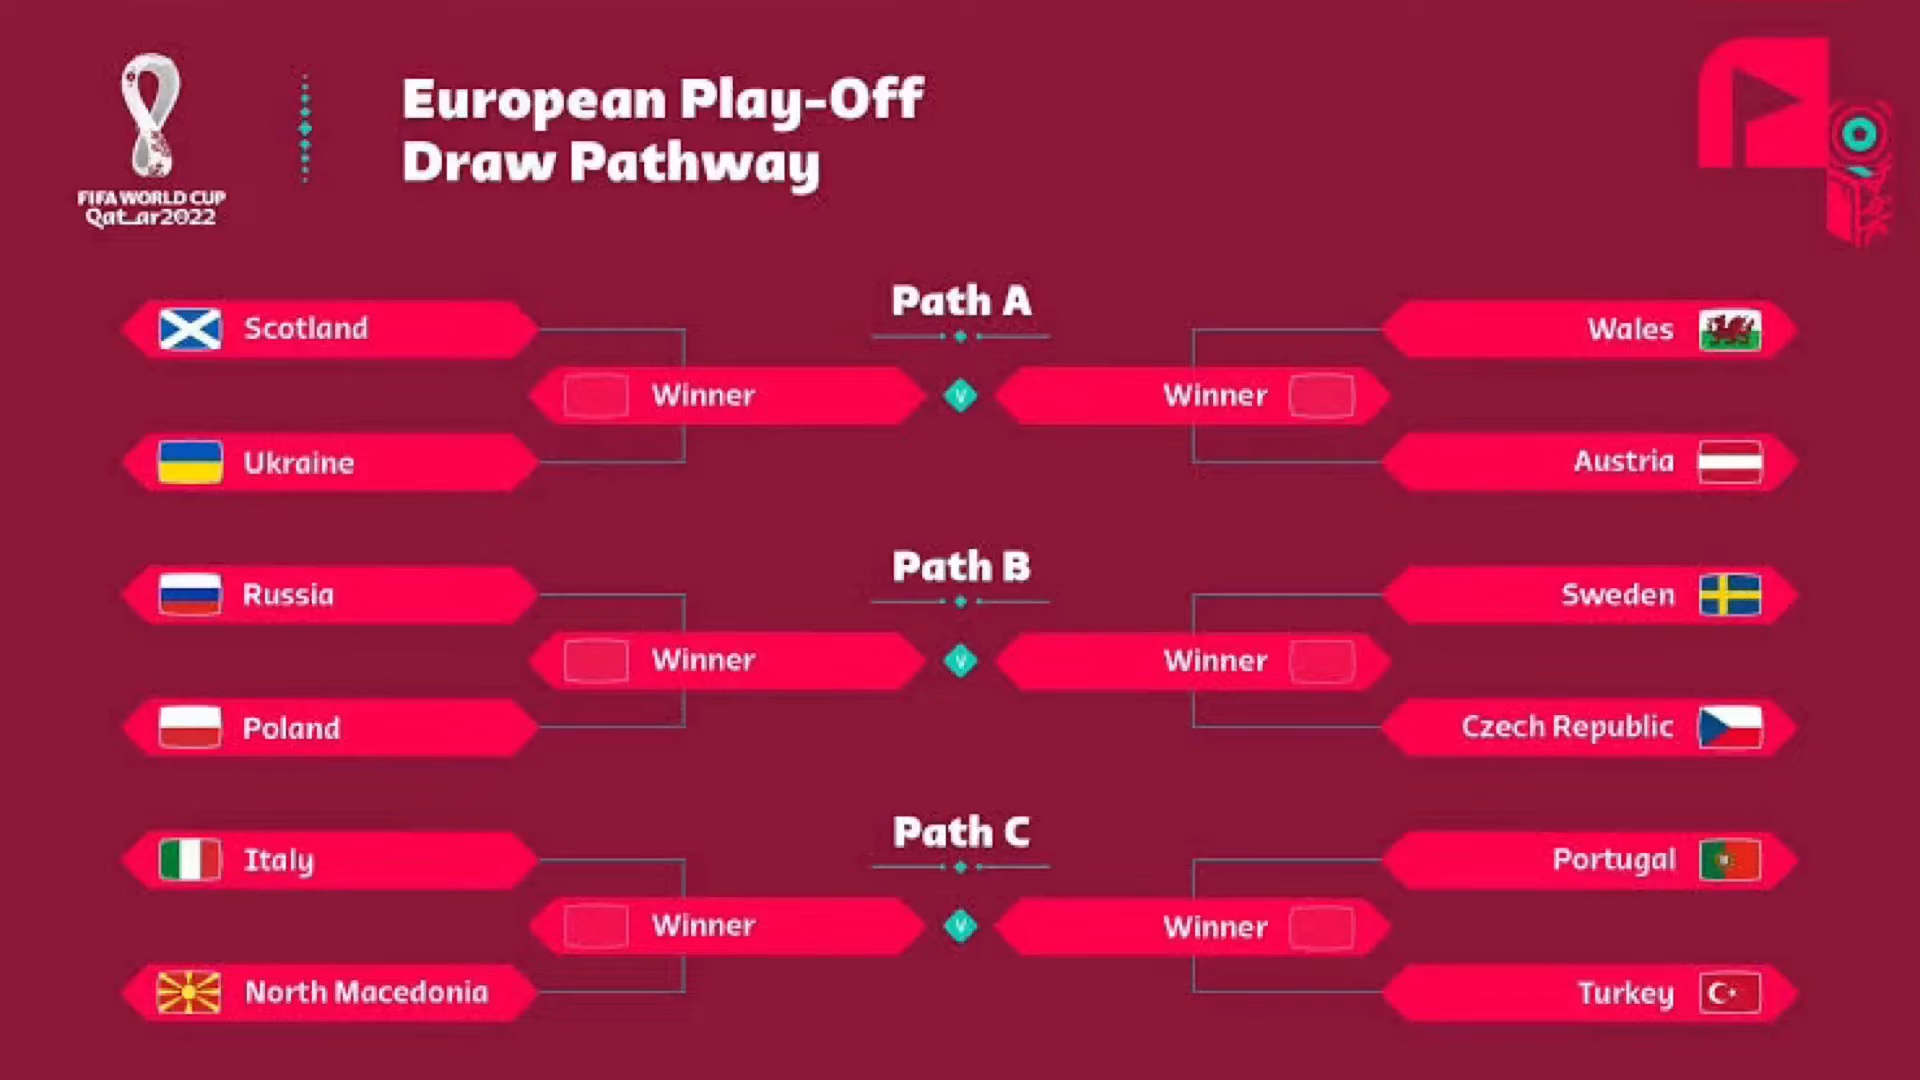 FIFA WORLD CUP
Qatar2022
European Play-Off
Draw Pathway
Path A
Scotland
Ukraine
Winner
V
Winner
Wales
Austria
Path B
Russia
Poland
Winner
V
Winner
Sweden
Czech Republic
Path C
Italy
North Macedonia
Winner
V
Winner
Portugal
Turkey